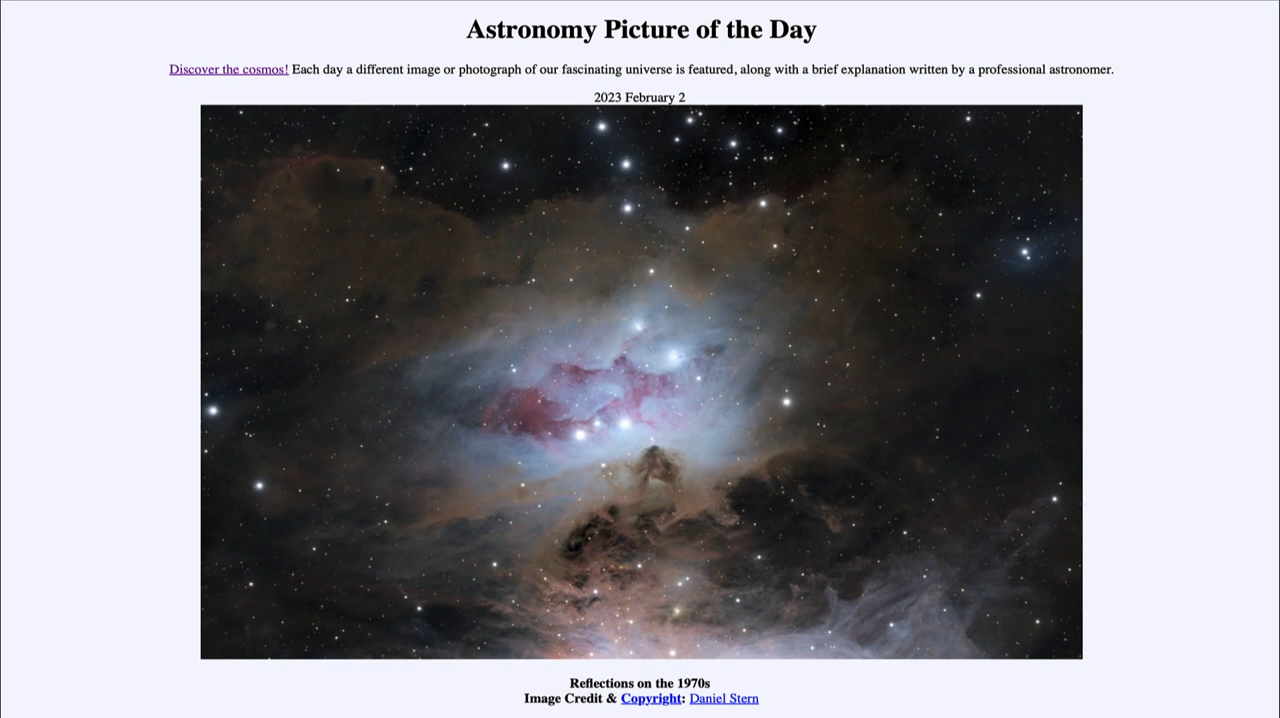 Astronomy Picture of the Day
Discover the cosmos! Each day a different image or photograph of our fascinating universe is featured, along with a brief explanation written by a professional astronomer.
2023 February 2
Reflections on the 1970s
Image Credit & Copyright: Daniel Stern